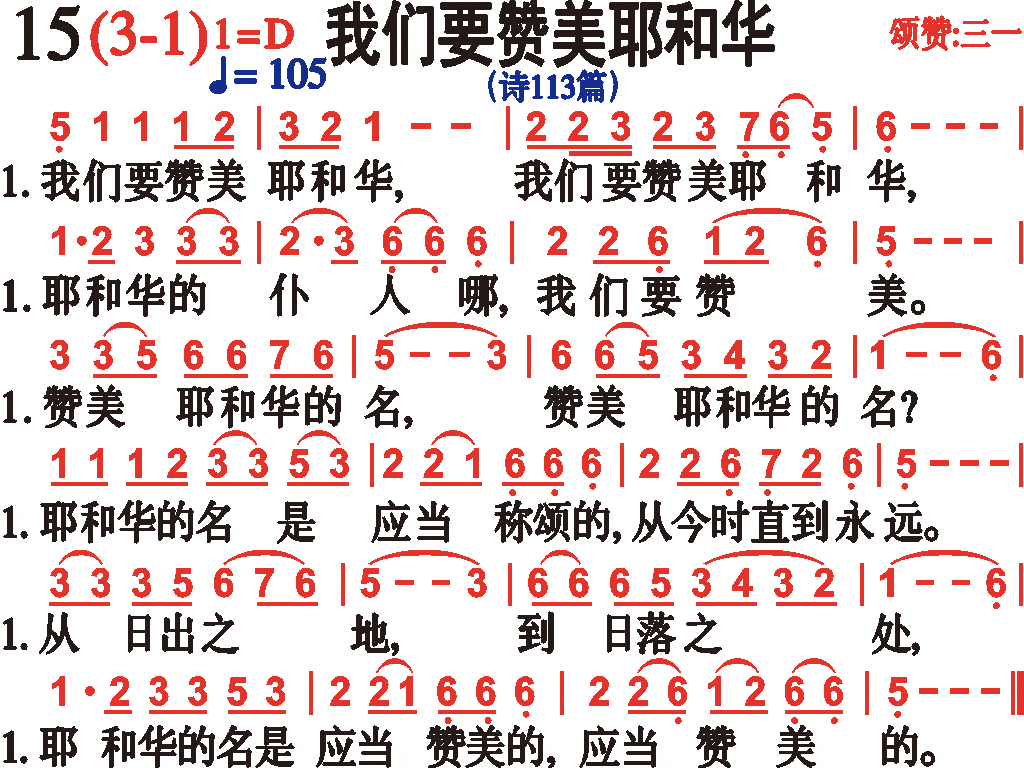 15(3-1) 1=D 我们要赞美耶和华 颂赞:三一
♩= 105 (诗113篇)
5 1 1 1 2 | 3 2 1 - - | 2 2 3 2 3 7 6 5 | 6 - - - |
1.我们要赞美 耶和华, 我们要赞美耶 和 华,
1·2 3 3 3 | 2·3 6 6 6 | 2 2 6 1 2 6 | 5 - - - |
1.耶和华的 仆 人 哪, 我们要赞 美。
3 3 5 6 6 7 6 | 5 - - 3 | 6 6 5 3 4 3 2 | 1 - - 6 |
1.赞美 耶和华的名, 赞美 耶和华的名?
1 1 1 2 3 3 5 3 | 2 2 1 6 6 6 | 2 2 6 7 2 6 | 5 - - - |
1.耶和华的名 是 应当 称颂的,从今时直到永远。
3 3 3 5 6 7 6 | 5 - - 3 | 6 6 6 5 3 4 3 2 | 1 - - 6 |
1.从 日出之 地, 到 日落之 处,
1·2 3 3 5 3 | 2 2 1 6 6 6 | 2 2 6 1 2 6 6 | 5 - - - ‖
1.耶 和华的名是 应当 赞美的, 应当 赞 美 的。